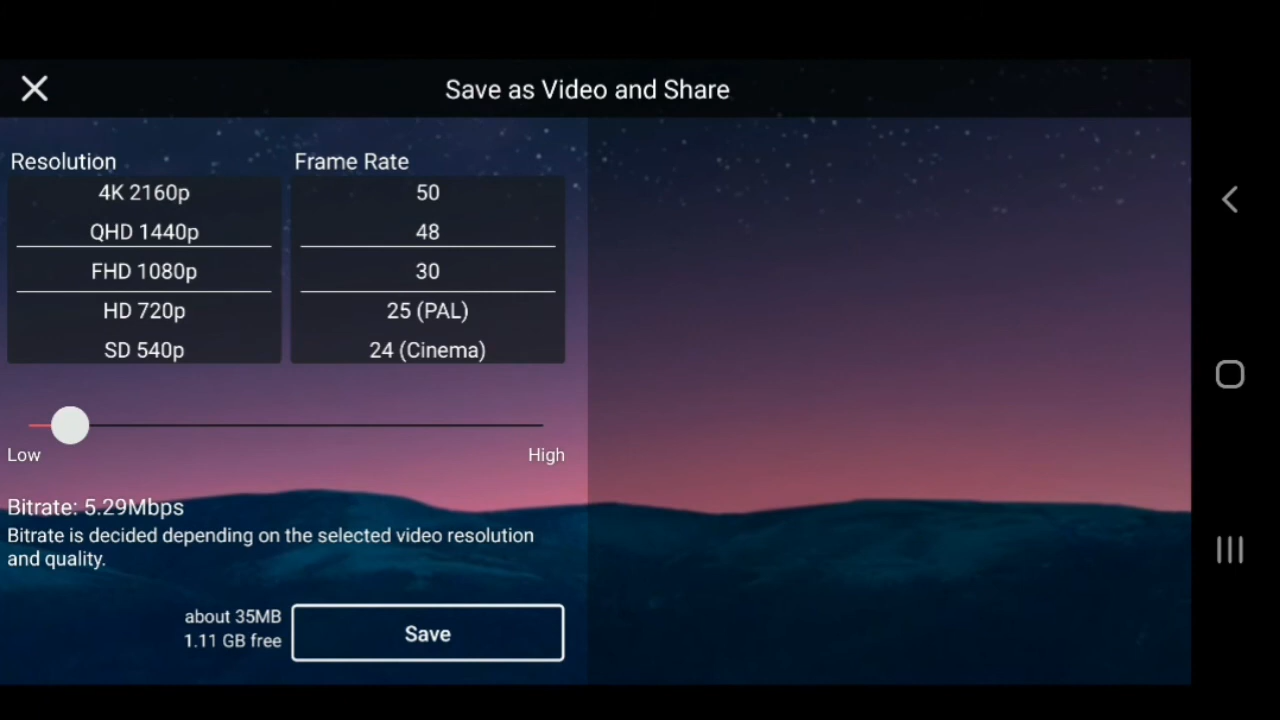 Save as Video and Share
Resolution
Frame Rate
4K 2160p
50
QHD 1440p
48
FHD 1080p
30
HD 720p
25 (PAL)
SD 540p
24 (Cinema)
Low
High
Bitrate: 5.29Mbps
Bitrate is decided depending on the selected video resolution
and quality.
about 35MB
1.11 GB free
Save